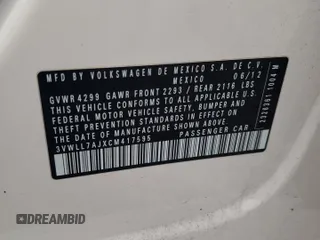 MFD BY VOLKSWAGEN DE MEXICO S.A. DE C.V.
MEXICO 06/12
GVWR 4299 GAWR FRONT 2293 / REAR 2116 LBS
THIS VEHICLE CONFORMS TO ALL APPLICABLE U.S.
FEDERAL MOTOR VEHICLE SAFETY, BUMPER, AND THEFT
PREVENTION STANDARDS IN EFFECT ON THE DATE OF
MANUFACTURE SHOWN ABOVE
3VWLL7AJXCM417595 PASSENGER CAR
1004 M
© DREAMBID